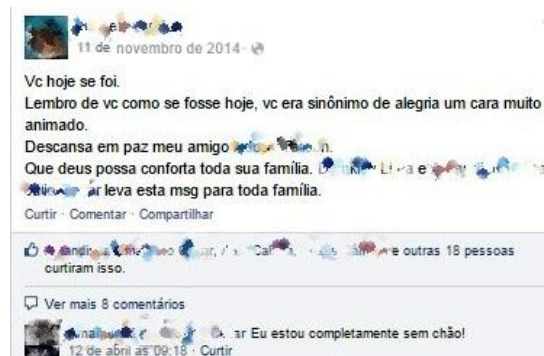 11 de novembro de 2014
Vc hoje se foi.
Lembro de vc como se fosse hoje, vc era sinônimo de alegria um cara muito
animado.
Descansa em paz meu amigo
Que deus possa conforta toda sua família. e
leva esta msg para toda família.
Curtir · Comentar · Compartilhar
e outras 18 pessoas
curtiram isso.
Ver mais 8 comentários
Eu estou completamente sem chão!
12 de abril às 09:18 · Curtir